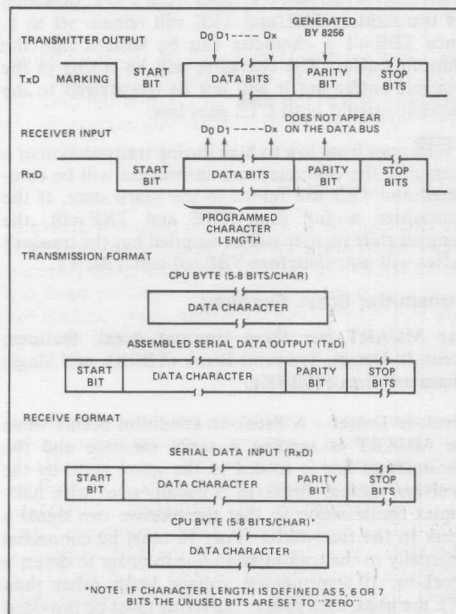 GENERATED
BY 8256
TRANSMITTER OUTPUT
D0 D1 ---- Dx
TxD MARKING
START
BIT
DATA BITS
PARITY
BIT
STOP
BITS
RECEIVER INPUT
D0 D1 ---- Dx
DOES NOT APPEAR
ON THE DATA BUS
RxD
START
BIT
DATA BITS
PARITY
BIT
STOP
BITS
PROGRAMMED
CHARACTER
LENGTH
TRANSMISSION FORMAT
CPU BYTE (5-8 BITS/CHAR)
DATA CHARACTER
ASSEMBLED SERIAL DATA OUTPUT (TxD)
START
BIT
DATA CHARACTER
PARITY
BIT
STOP
BITS
RECEIVE FORMAT
SERIAL DATA INPUT (RxD)
START
BIT
DATA CHARACTER
PARITY
BIT
STOP
BITS
CPU BYTE (5-8 BITS/CHAR)*
DATA CHARACTER
*NOTE: IF CHARACTER LENGTH IS DEFINED AS 5, 6 OR 7
BITS THE UNUSED BITS ARE SET TO "ZERO".